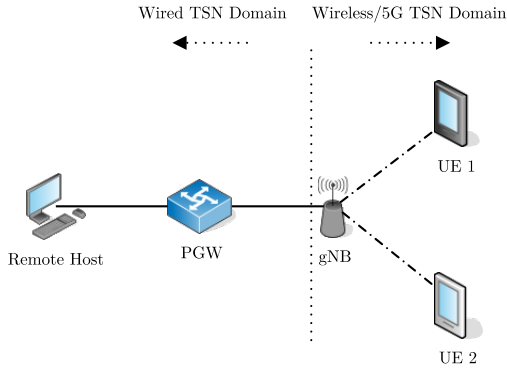 Wired TSN Domain
Wireless/5G TSN Domain
UE 1
Remote Host
PGW
gNB
UE 2